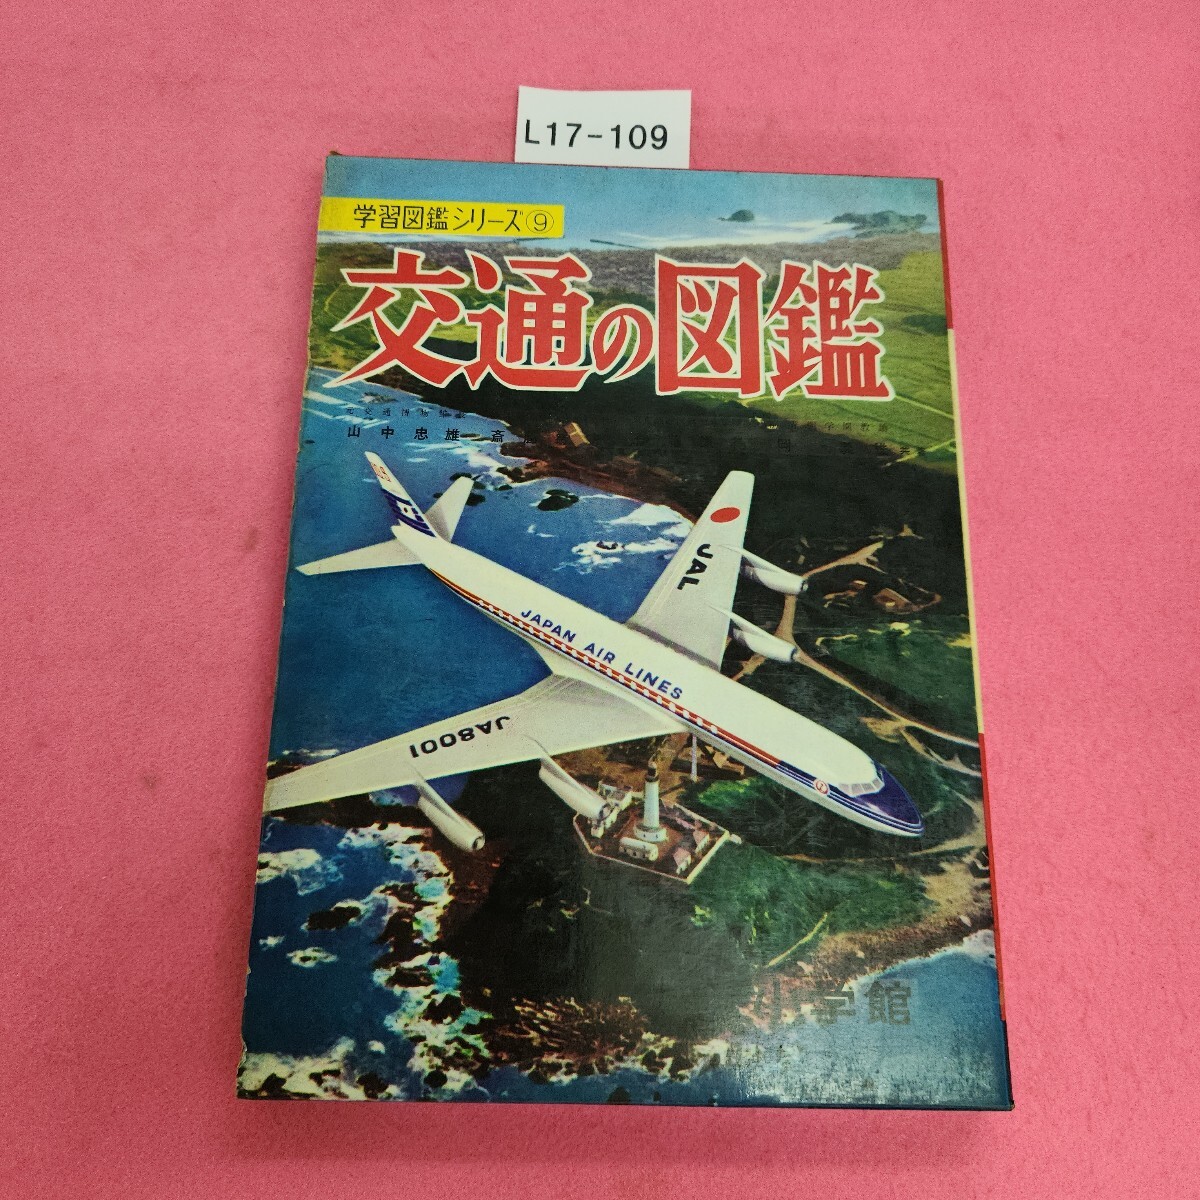 L17-109
学習図鑑シリーズ⑨
交通の図鑑
山中忠雄 斎
JAL
JAPAN AIR LINES
JA8001
小学館